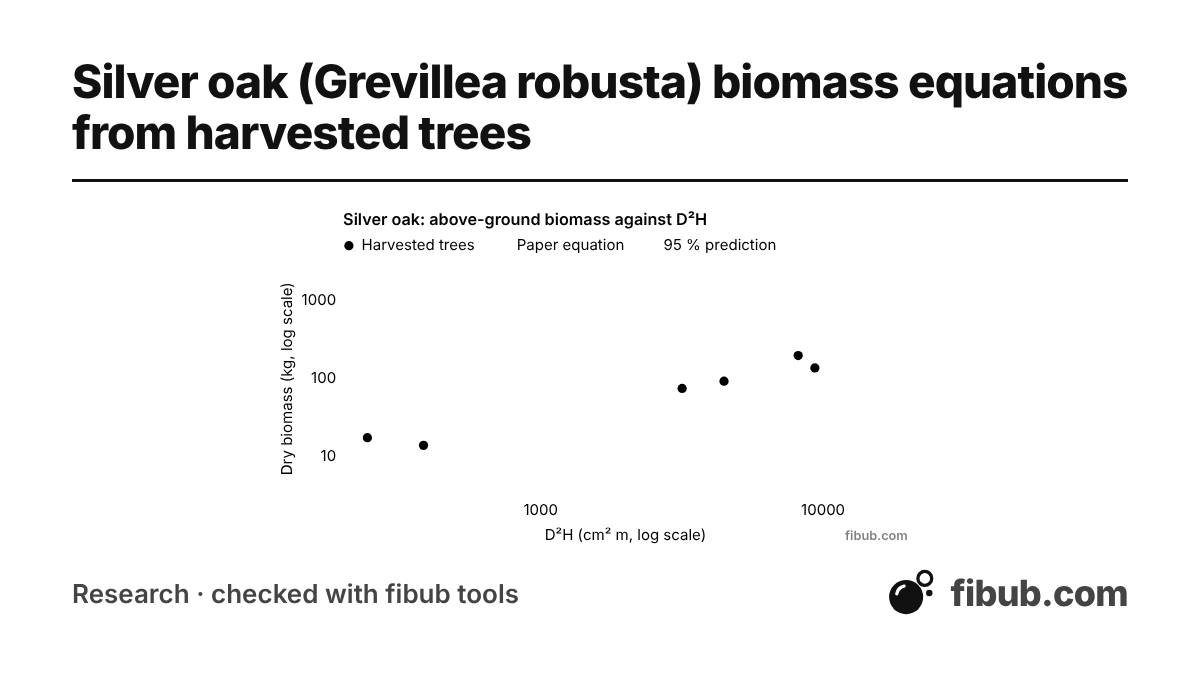 Silver oak (Grevillea robusta) biomass equations
from harvested trees
Silver oak: above-ground biomass against D²H
Harvested trees Paper equation 95 % prediction
Dry biomass (kg, log scale)
1000
100
10
1000 10000
D²H (cm² m, log scale)
fibub.com
Research · checked with fibub tools
fibub.com